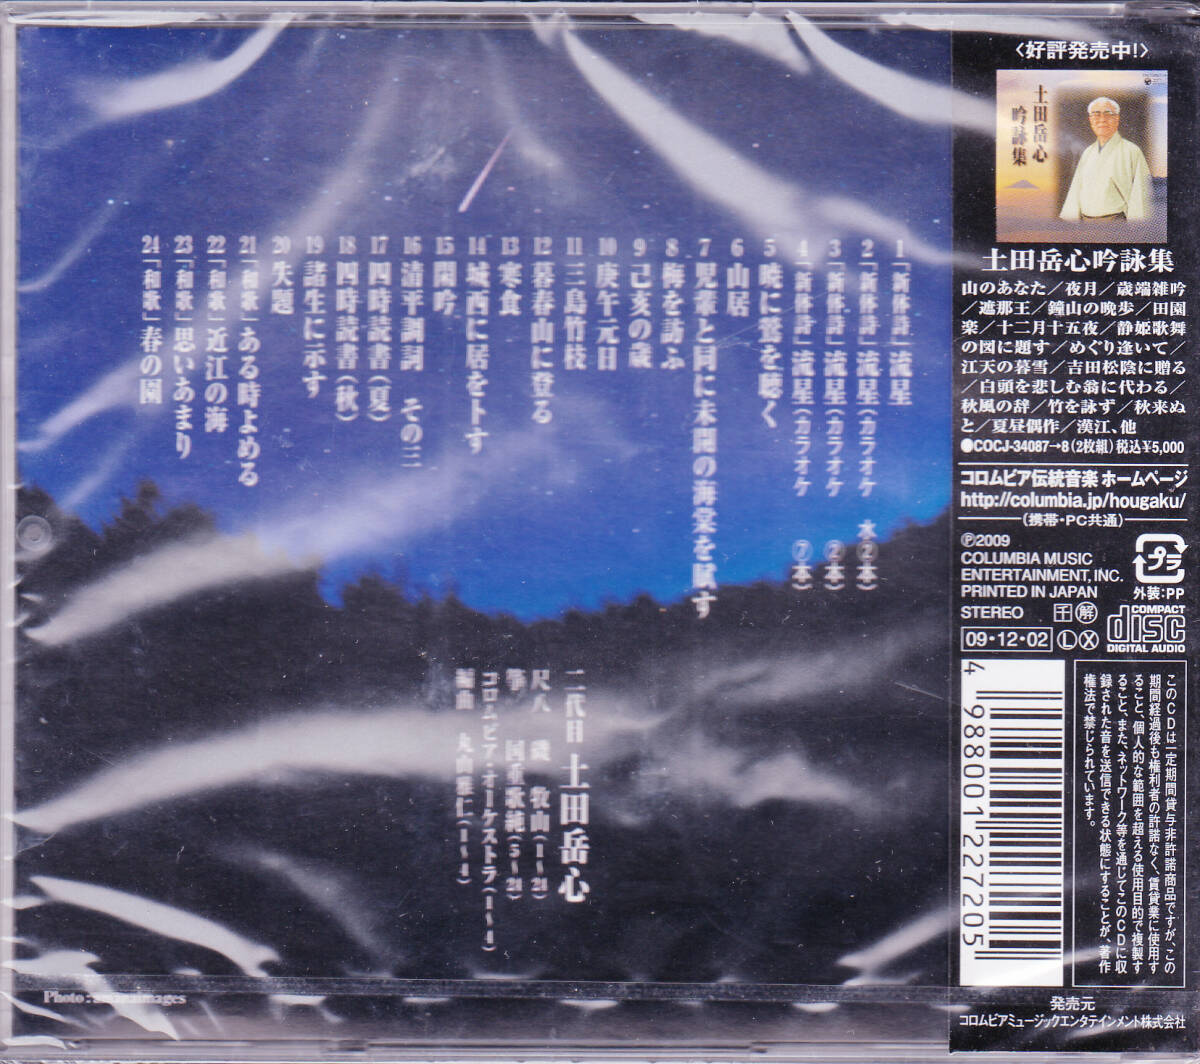 1 「新体詩」流星
2 「新体詩」流星(カラオケ 水②本)
3 「新体詩」流星(カラオケ ②本)
4 「新体詩」流星(カラオケ ⑦本)
5 暁に鶯を聴く
6 山居
7 児輩と同に未開の海棠を賦す
8 梅を訪ふ
9 己亥の歳
10 庚午元日
11 三島竹枝
12 暮春山に登る
13 寒食
14 城西に居をトす
15 閑吟
16 清平調詞 その三
17 四時読書(夏)
18 四時読書(秋)
19 諸生に示す
20 失題
21 「和歌」ある時よめる
22 「和歌」近江の海
23 「和歌」思いあまり
24 「和歌」春の園
二代目 土田岳心
尺八 磯 牧山(1〜24)
箏 歌純(5〜24)
コロムビア・オーケストラ(1〜4)
編曲 丸山雅仁(1〜4)
Photo:
〈好評発売中!〉
土田岳心
吟詠集
土田岳心吟詠集
山のあなた/夜月/歳端雑吟
/遮那王/鐘山の晩歩/田園
楽/十二月十五夜/静姫歌舞
の図に題す/めぐり逢いて/
江天の暮雪/吉田松陰に贈る
/白頭を悲しむ翁に代わる/
秋風の辞/竹を詠ず/秋来ぬ
と/夏昼偶作/漢江、他
●COCJ-34087→8(2枚組)税込¥5,000
コロムビア伝統音楽 ホームページ
http://columbia.jp/hougaku/
(携帯・PC共通)
Ⓟ2009
COLUMBIA MUSIC
ENTERTAINMENT, INC.
PRINTED IN JAPAN
STEREO
プラ
外装:PP
09・12・02
Ⓛ Ⓧ
COMPACT
disc
DIGITAL AUDIO
4 988001 227205
このCDは一定期間貸与非許諾商品ですが、この
期間経過後も権利者の許諾なく、賃貸業に使用す
ること、個人的な範囲を超える使用目的で複製す
ること、また、ネットワーク等を通じてこのCDに収
録された音を送信できる状態にすることが、著作
権法で禁じられています。
発売元
コロムビアミュージックエンタテインメント株式会社